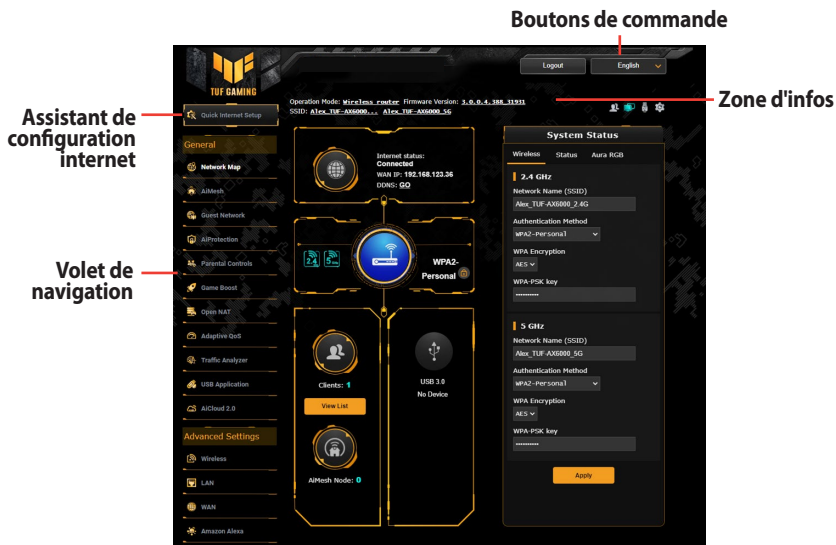 Boutons de commande
Logout
English
TUF GAMING
Operation Mode: Wireless router Firmware Version: 3.0.0.4.388_31931
SSID: Alex_TUF-AX6000... Alex_TUF-AX6000_5G
Zone d'infos
Assistant de
configuration
internet
Quick Internet Setup
General
Network Map
AiMesh
Guest Network
AiProtection
Parental Controls
Game Boost
Open NAT
Adaptive QoS
Traffic Analyzer
USB Application
AiCloud 2.0
Advanced Settings
Wireless
LAN
WAN
Amazon Alexa
Volet de
navigation
Internet status:
Connected
WAN IP: 192.168.123.36
DDNS: GO
2.4
5
WPA2-
Personal
Clients: 1
View List
AiMesh Node: 0
USB 3.0
No Device
System Status
Wireless Status Aura RGB
2.4 GHz
Network Name (SSID)
Alex_TUF-AX6000_2.4G
Authentication Method
WPA2-Personal
WPA Encryption
AES
WPA-PSK key
5 GHz
Network Name (SSID)
Alex_TUF-AX6000_5G
Authentication Method
WPA2-Personal
WPA Encryption
AES
WPA-PSK key
Apply